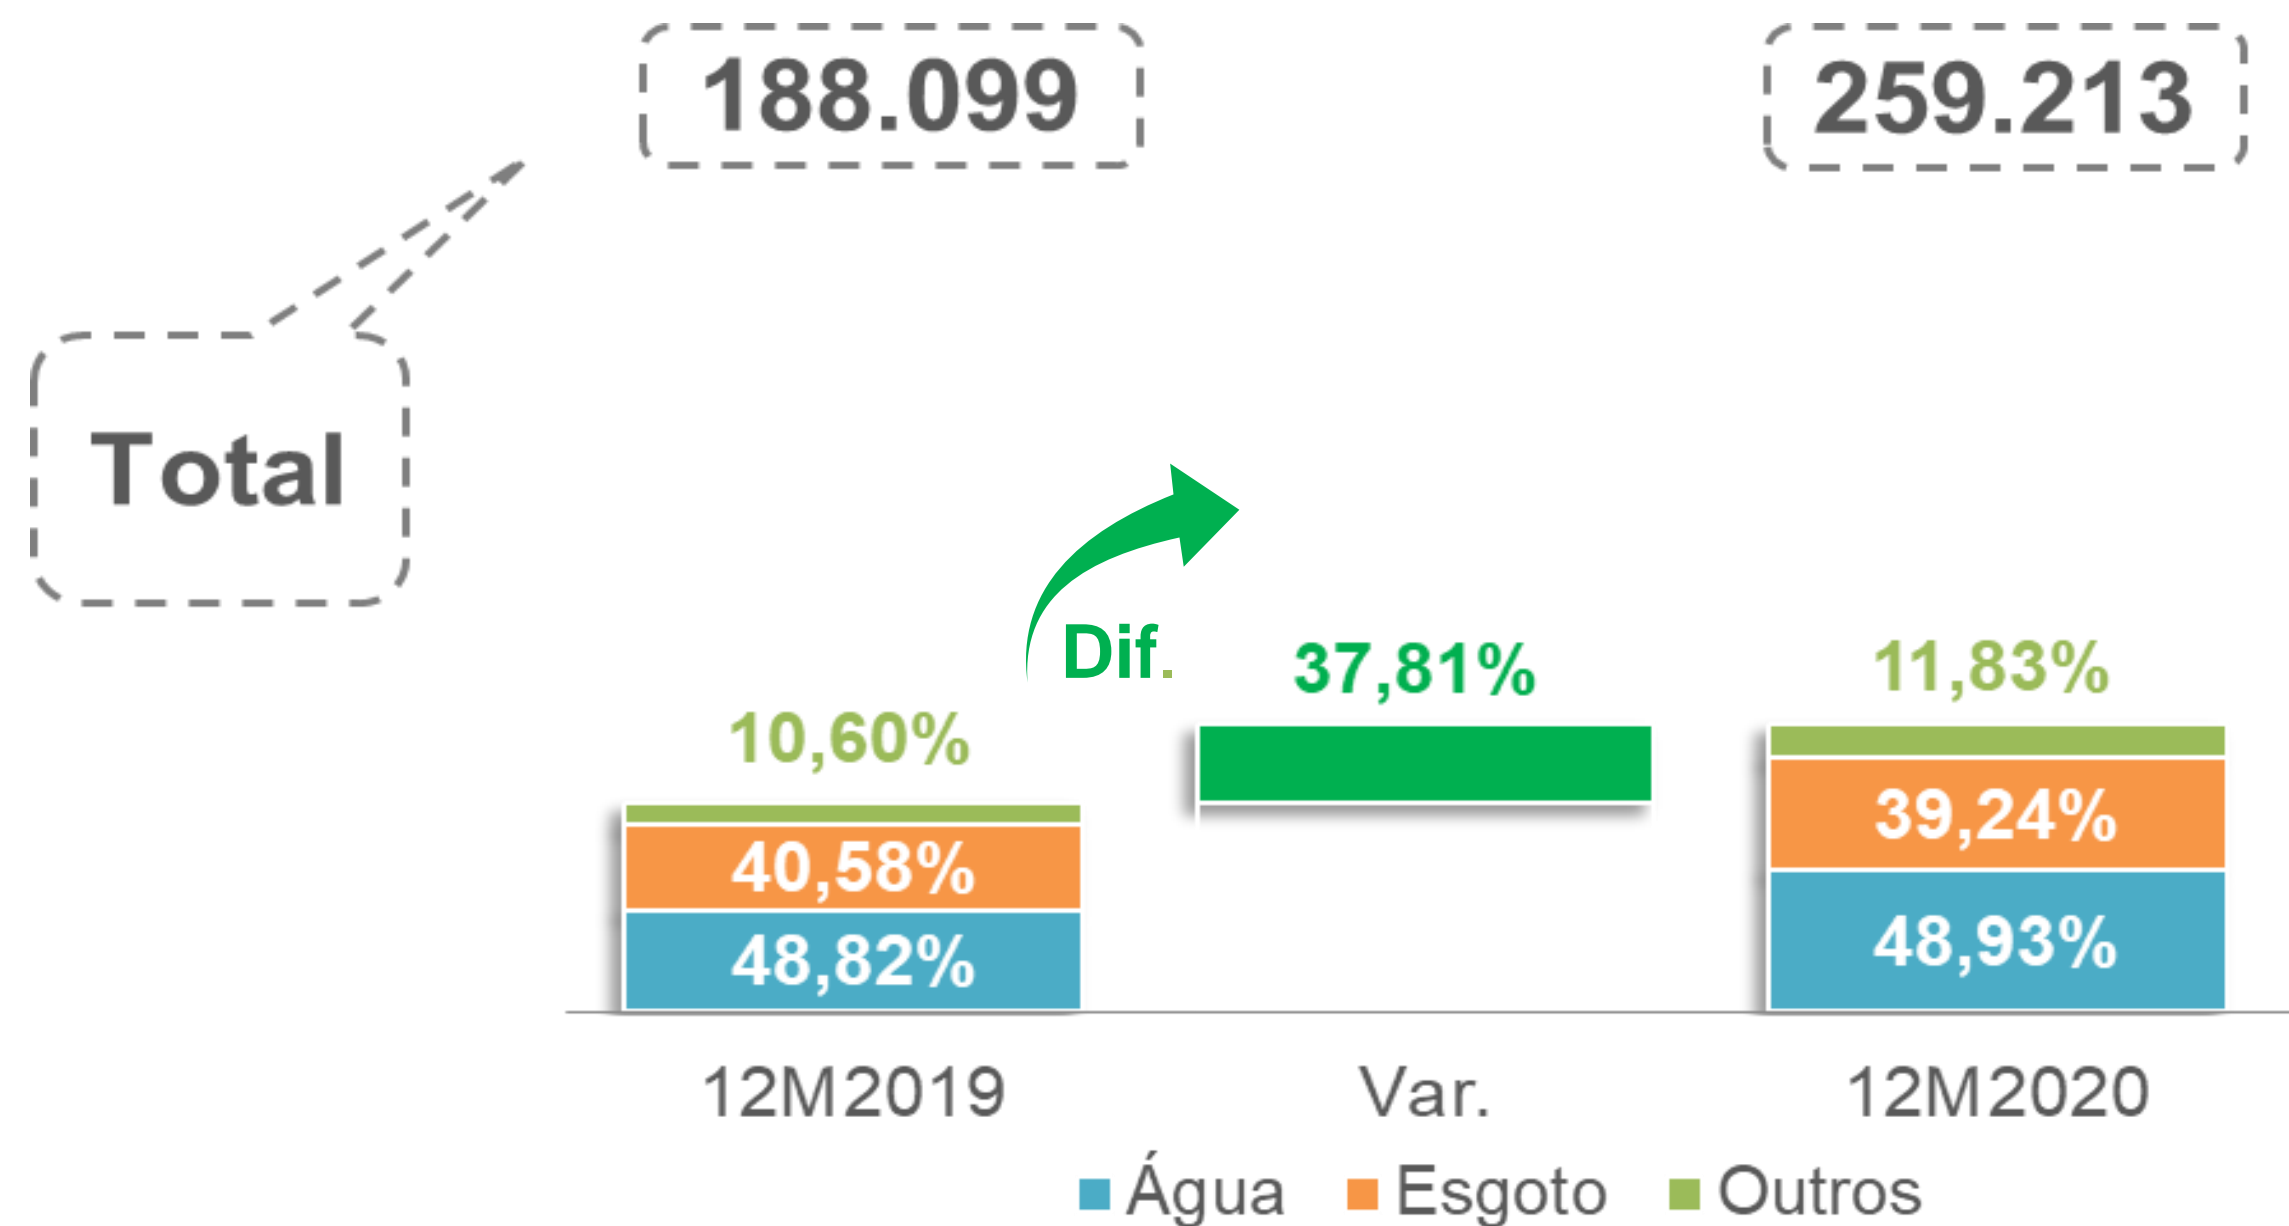 188.099
259.213
Total
Dif.
37,81%
11,83%
10,60%
39,24%
40,58%
48,93%
48,82%
12M2019
Var.
12M2020
Água
Esgoto
Outros